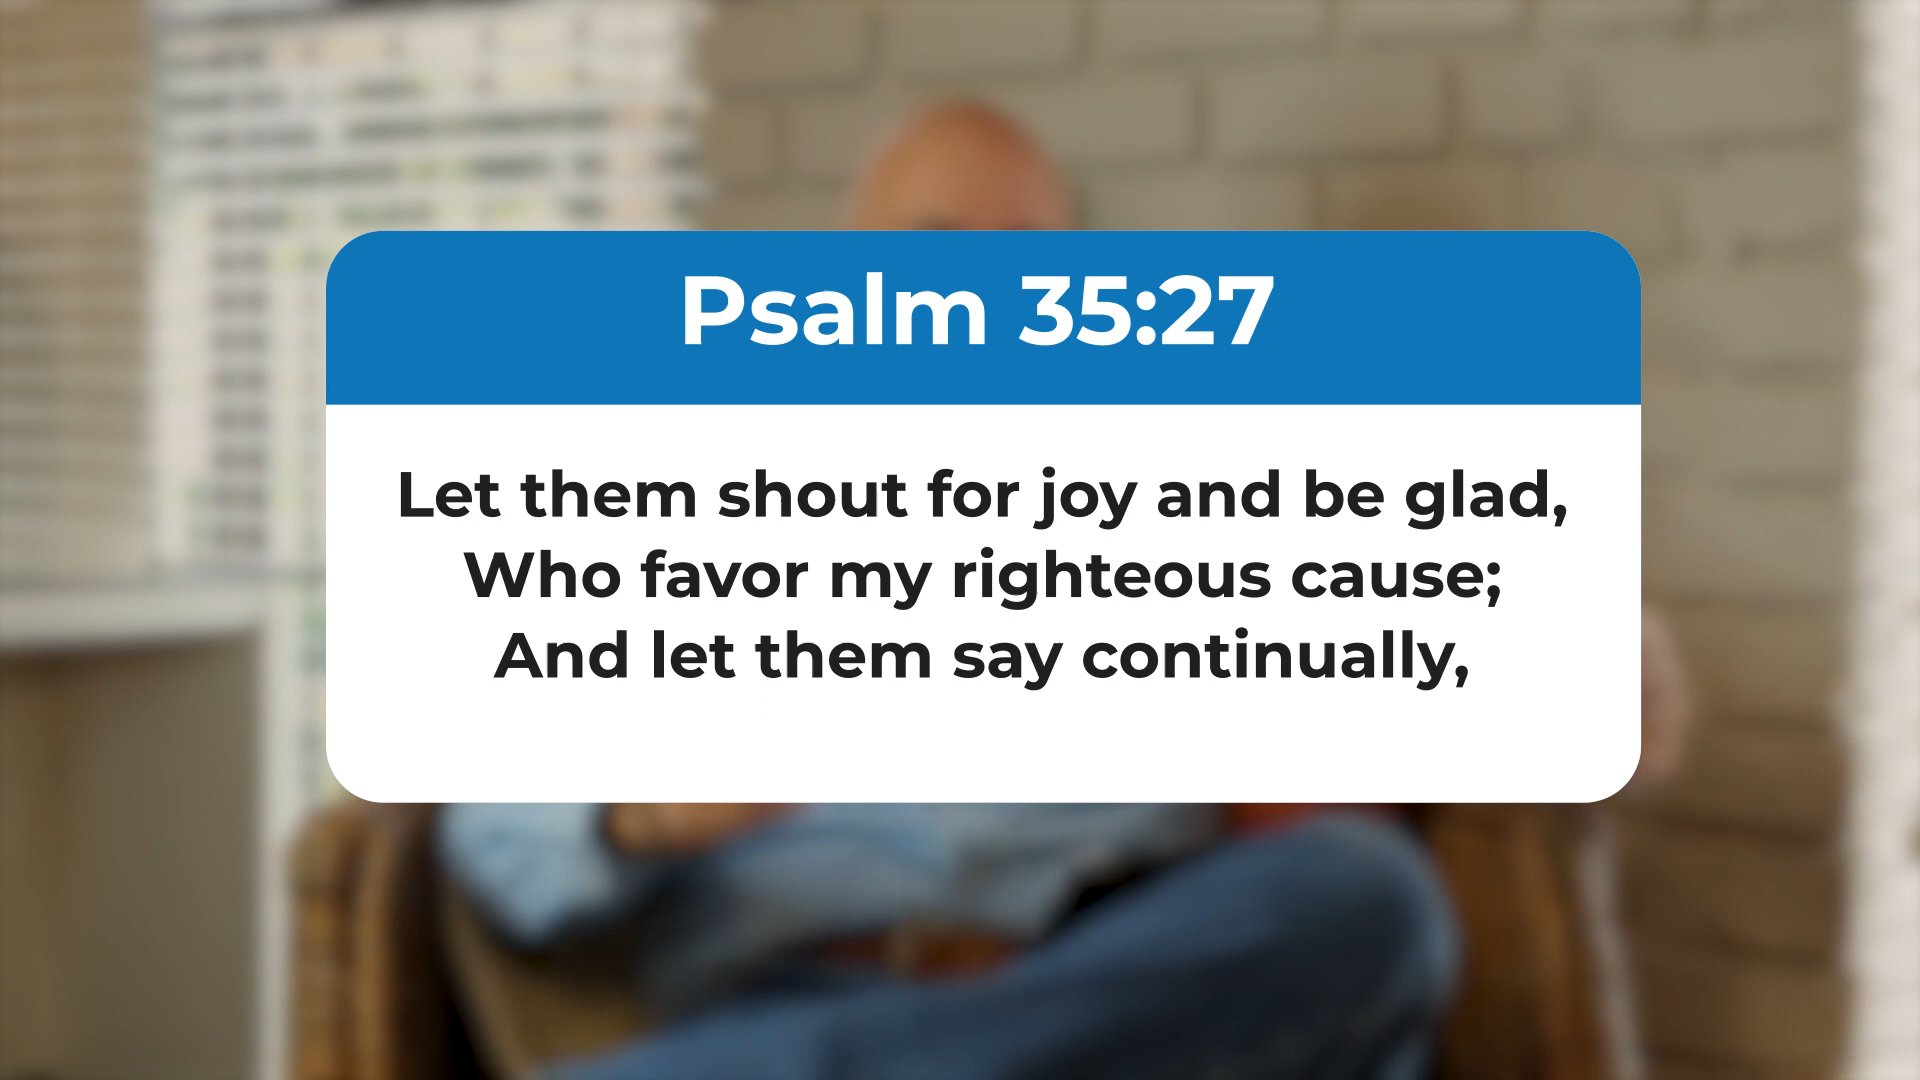 Psalm 35:27
Let them shout for joy and be glad,
Who favor my righteous cause;
And let them say continually,